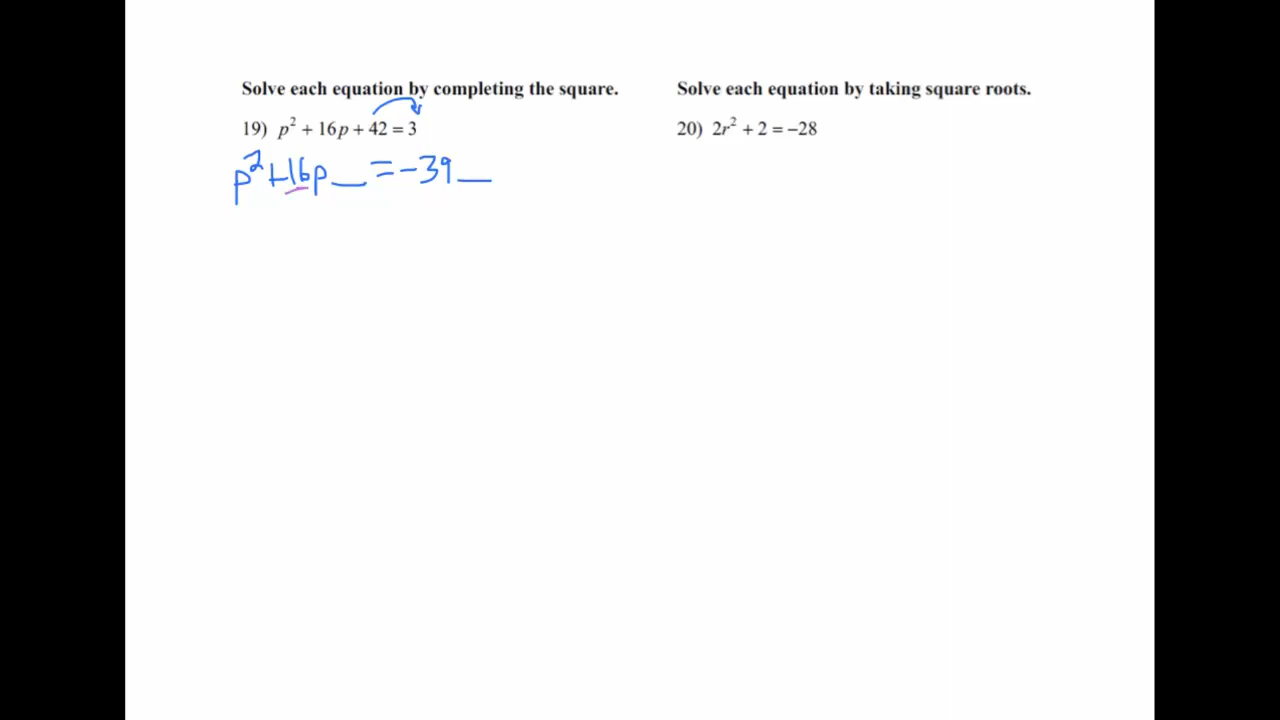 Solve each equation by completing the square.
19) p² + 16p + 42 = 3
p² + 16p __ = -39 __
Solve each equation by taking square roots.
20) 2r² + 2 = −28